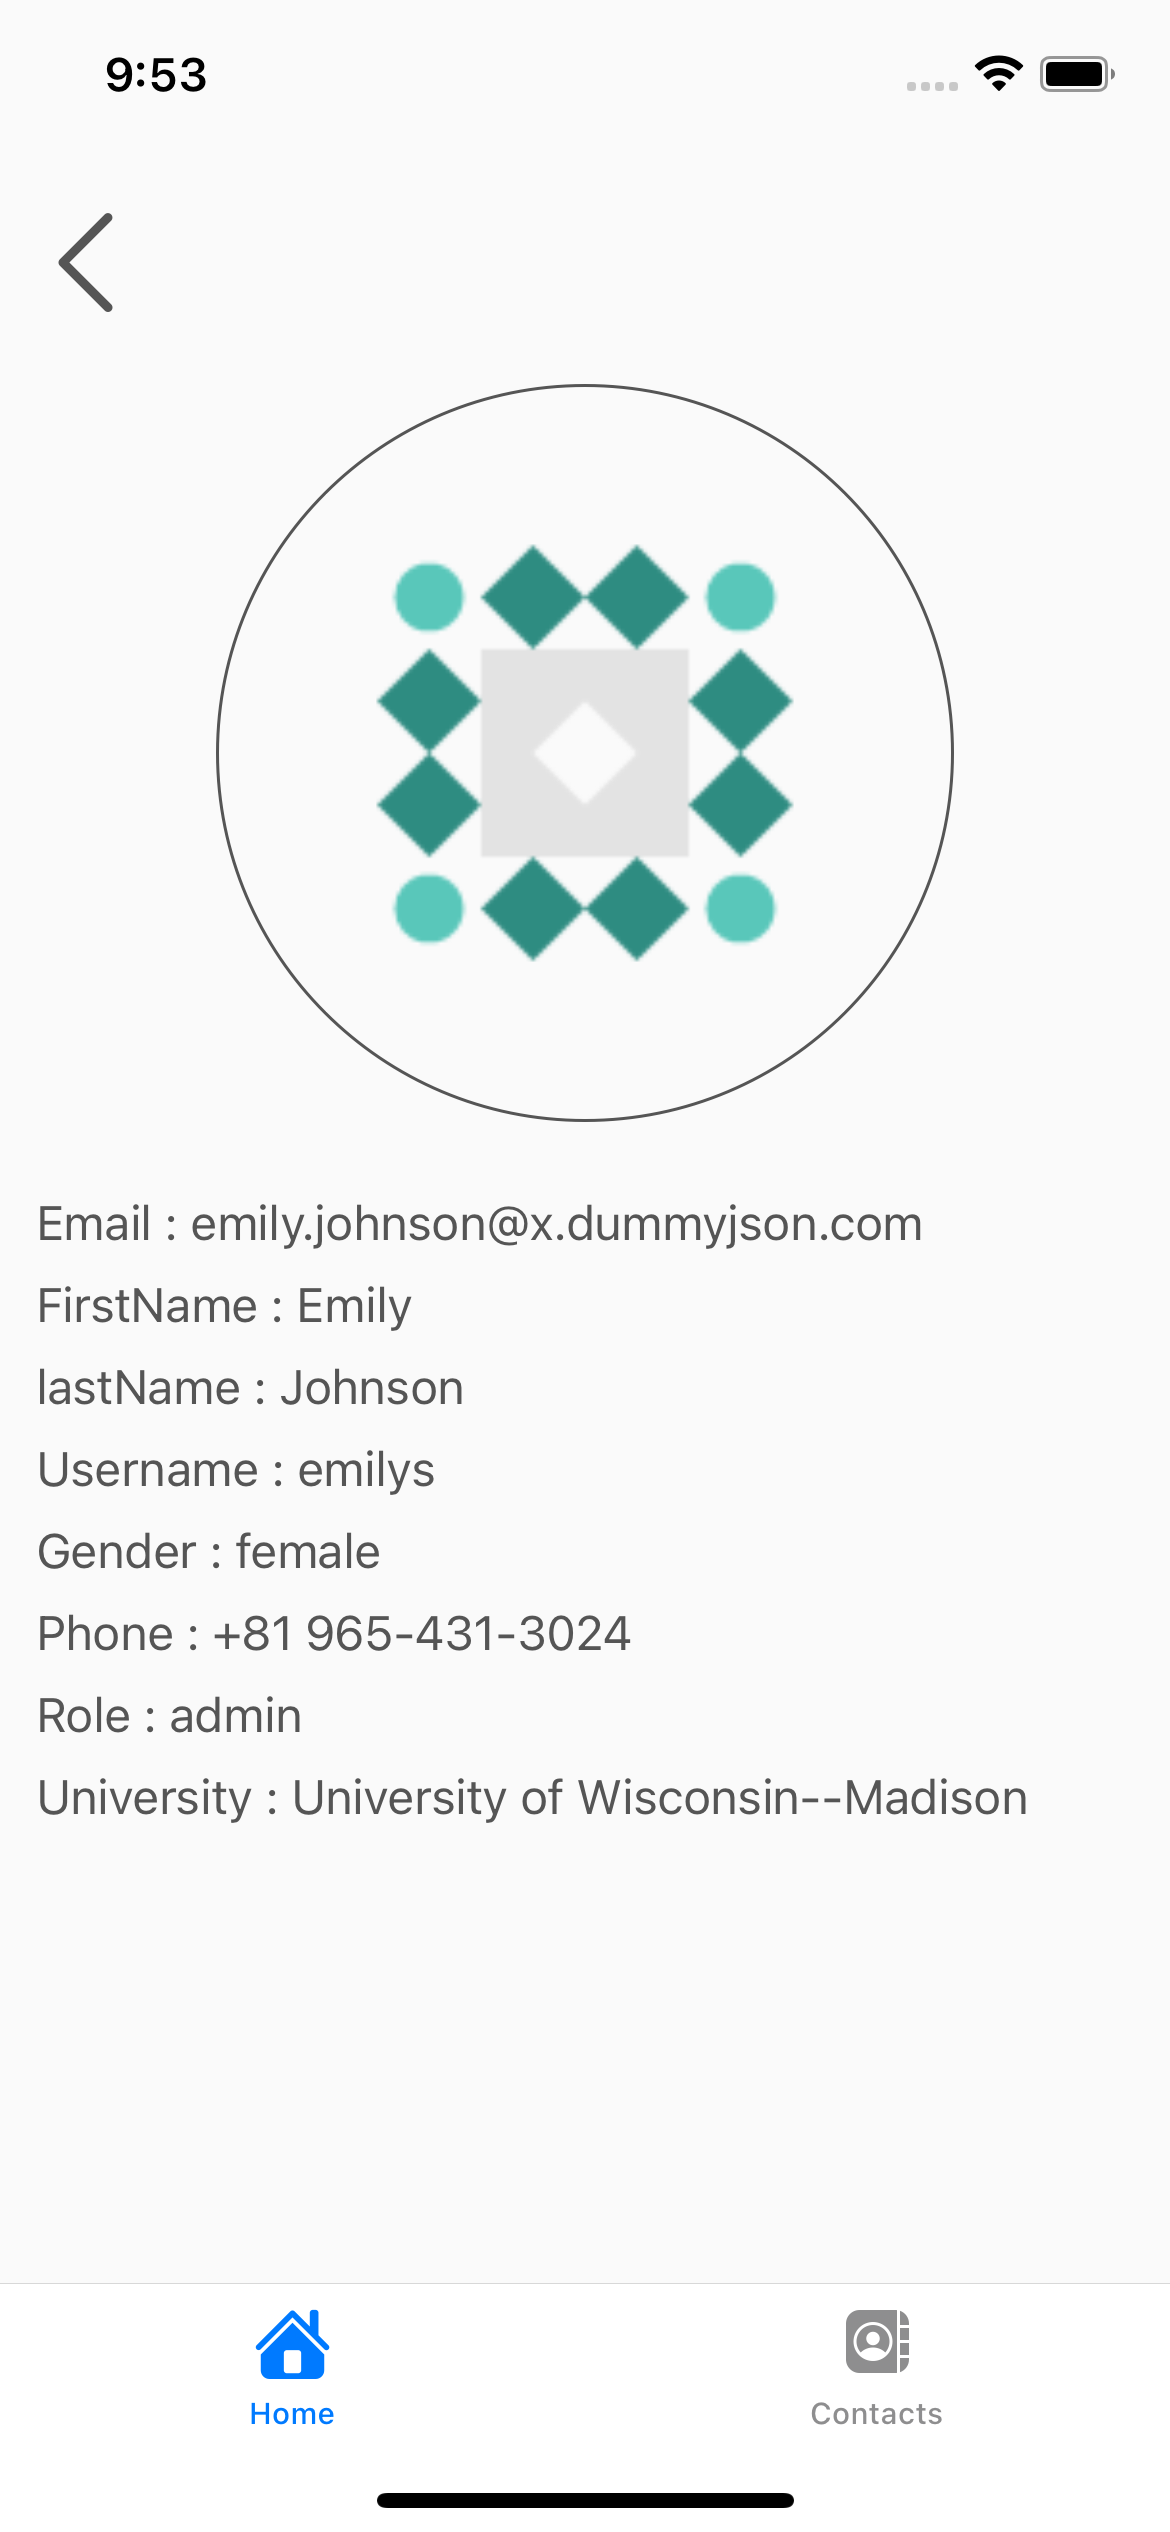 9:53
Email : emily.johnson@x.dummyjson.com
FirstName : Emily
lastName : Johnson
Username : emilys
Gender : female
Phone : +81 965-431-3024
Role : admin
University : University of Wisconsin--Madison
Home
Contacts